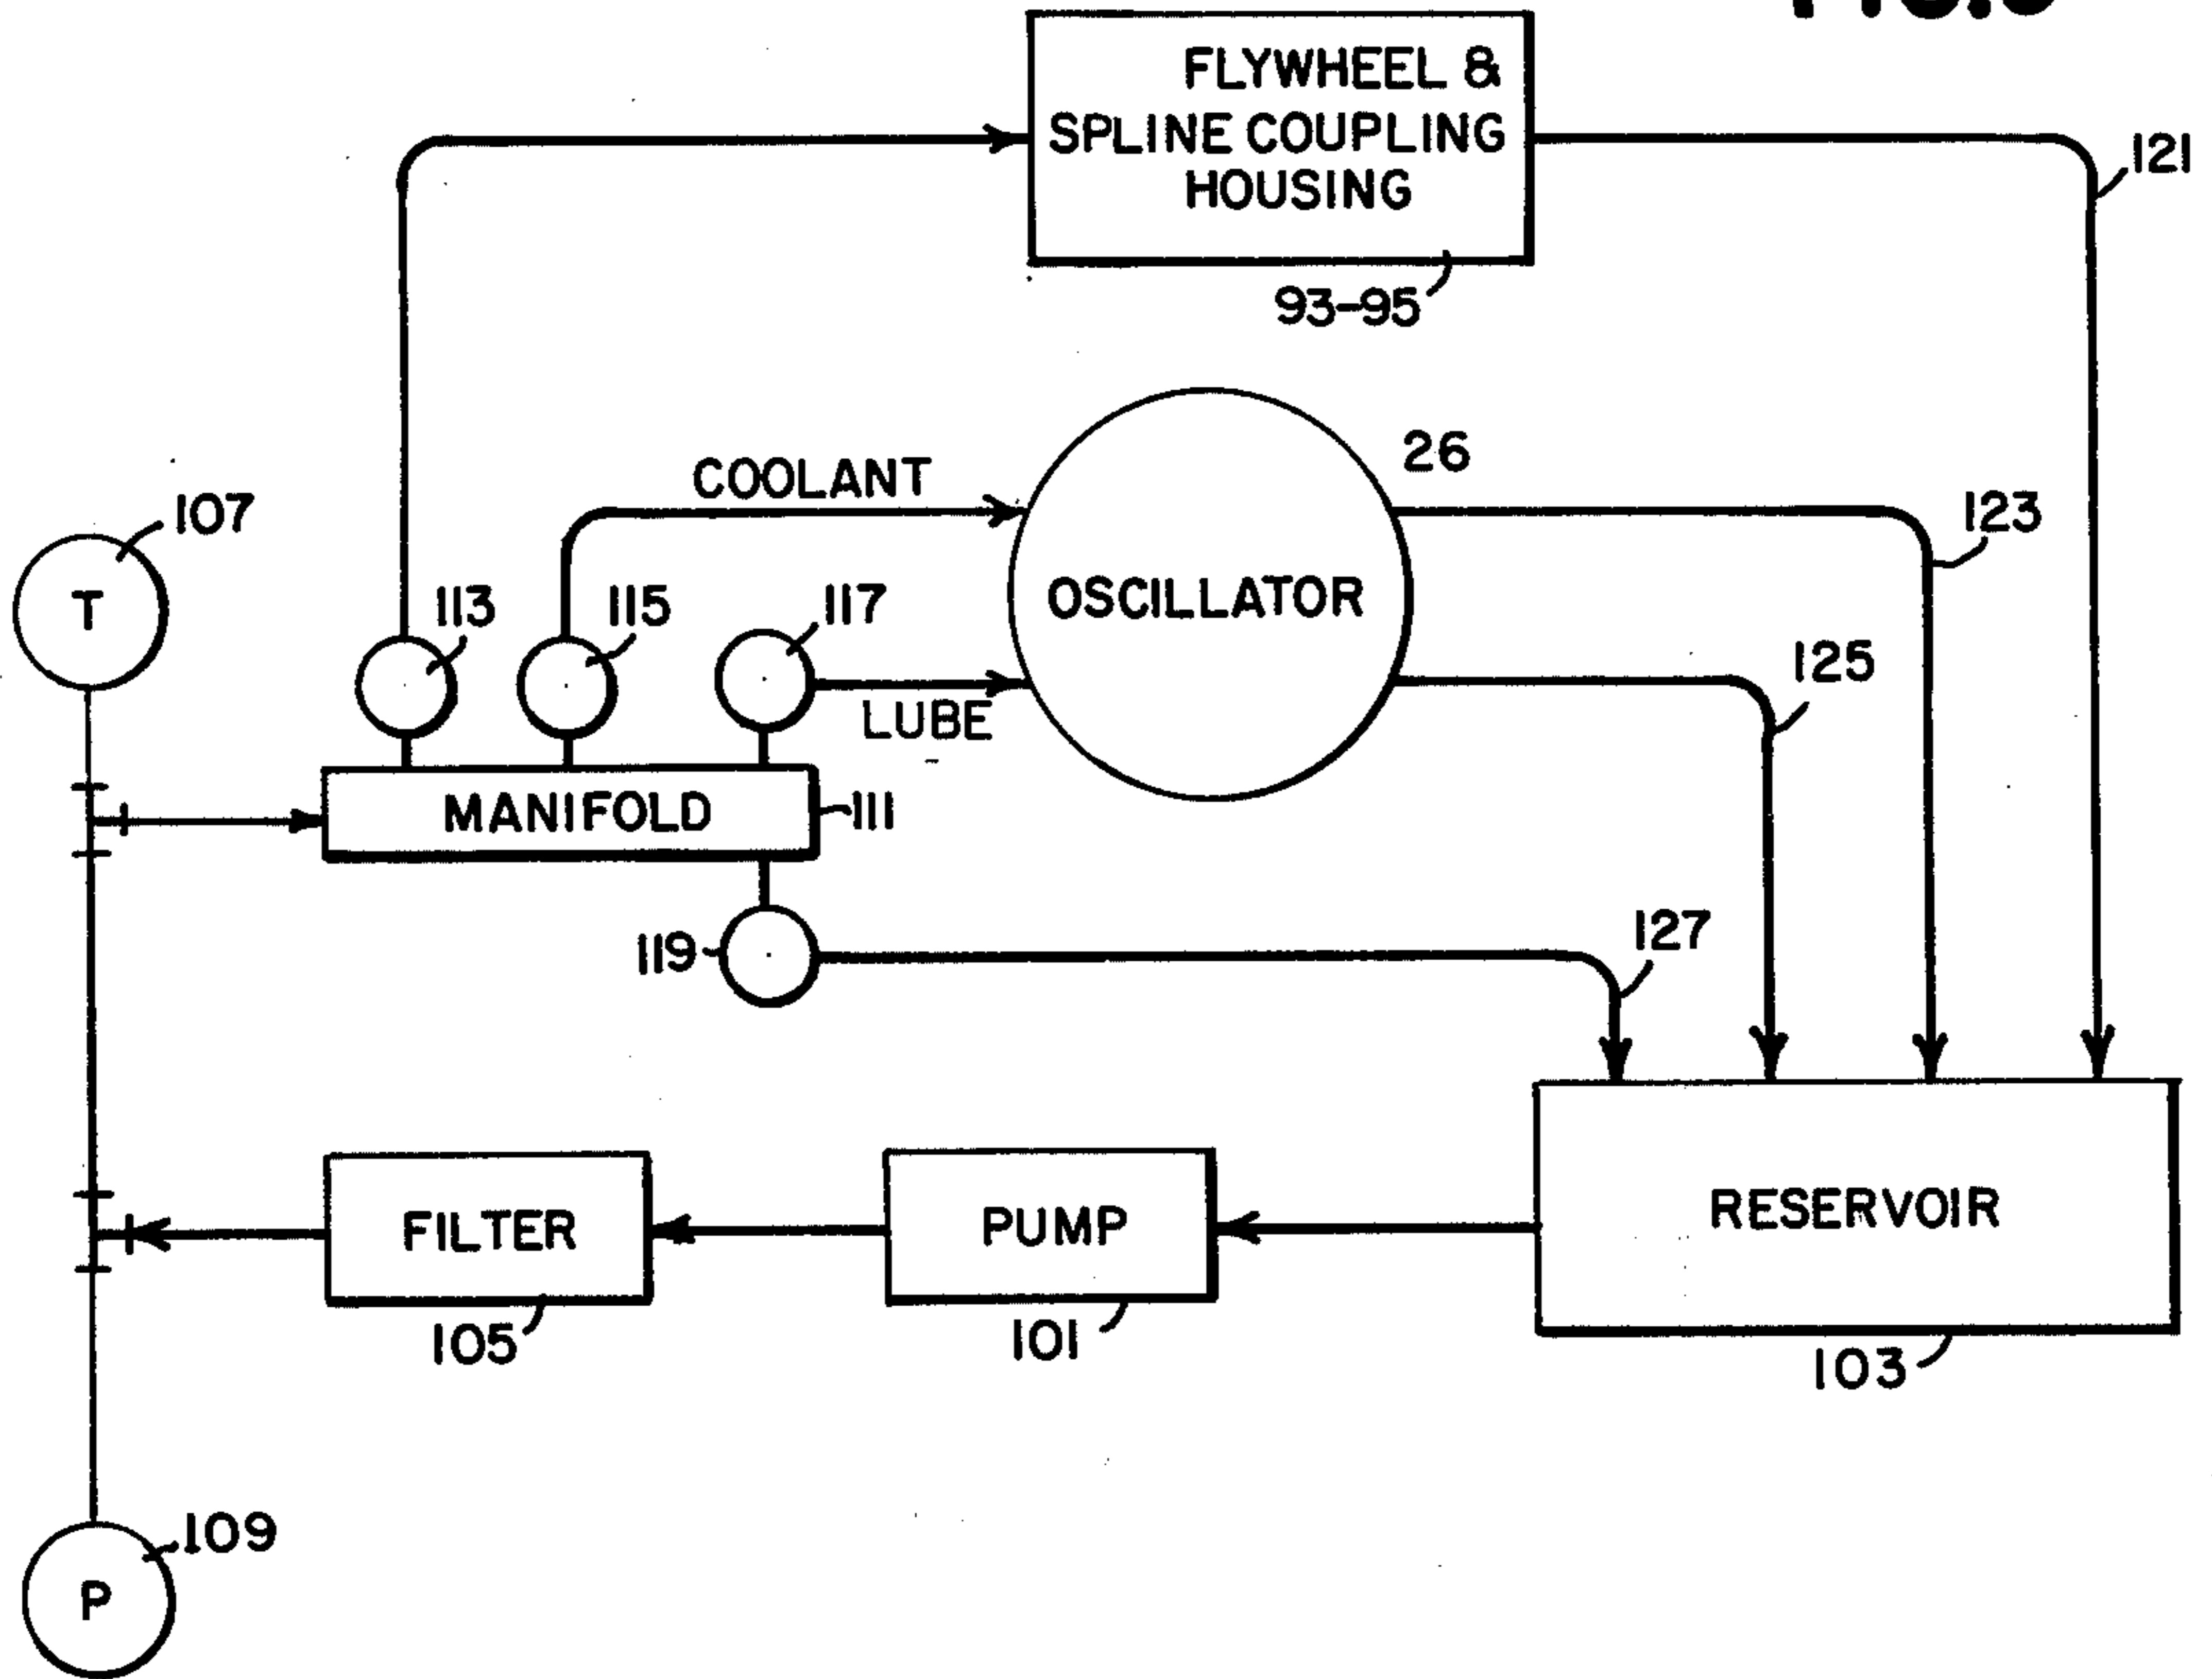 FLYWHEEL &
SPLINE COUPLING
HOUSING
121
93-95
26
COOLANT
107
123
T
113
115
117
OSCILLATOR
125
LUBE
MANIFOLD
111
119
127
RESERVOIR
FILTER
PUMP
105
101
103
109
P